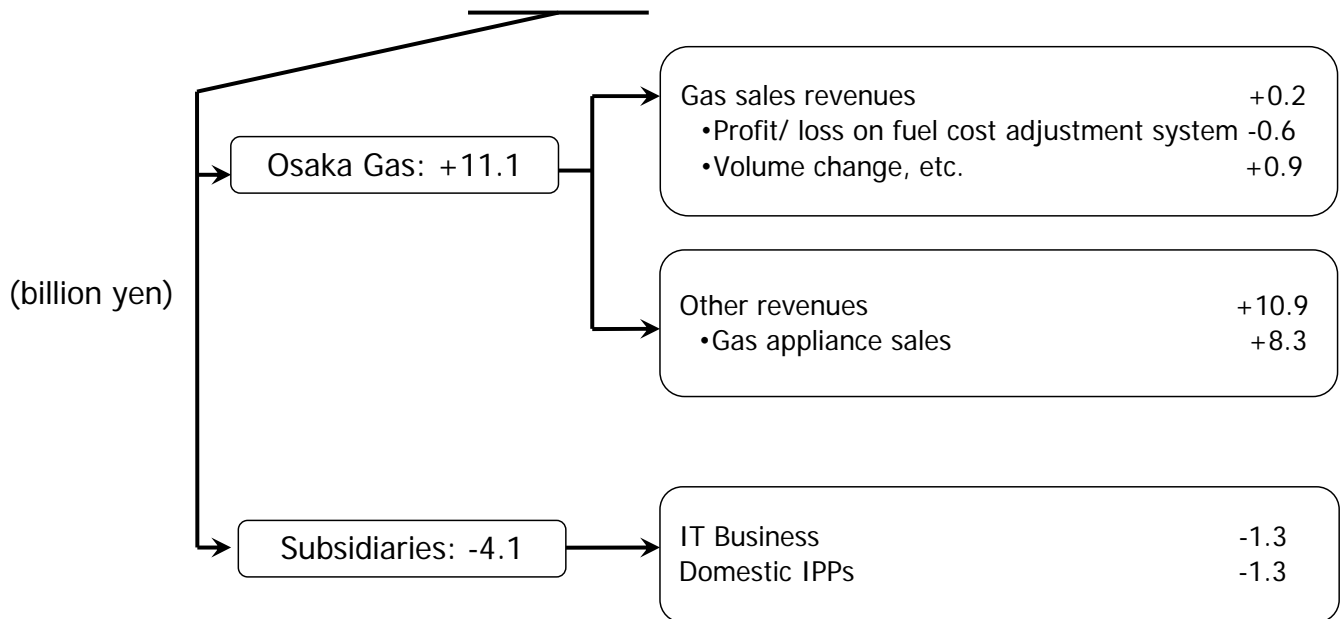 Gas sales revenues +0.2
•Profit/ loss on fuel cost adjustment system -0.6
•Volume change, etc. +0.9
Osaka Gas: +11.1
(billion yen)
Other revenues +10.9
•Gas appliance sales +8.3
Subsidiaries: -4.1
IT Business -1.3
Domestic IPPs -1.3